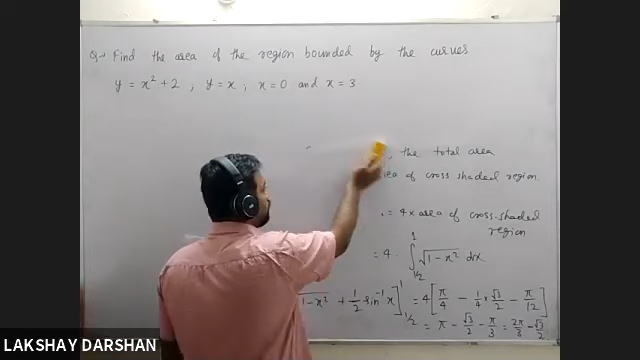 Q→ Find the area of the region bounded by the curves
y = x² + 2 , y = x , x = 0 and x = 3
, the total area
of cross shaded region.
= 4 × area of cross-shaded
region
= 4 . ∫_{1/2}^{1} √(1 - x²) dx
√(1-x²) + 1/2 sin⁻¹ x]_{1/2}^{1} = 4[π/4 - 1/4 × √3/2 - π/12]
= π - √3/2 - π/3 = 2π/3 - √3/2
LAKSHAY DARSHAN